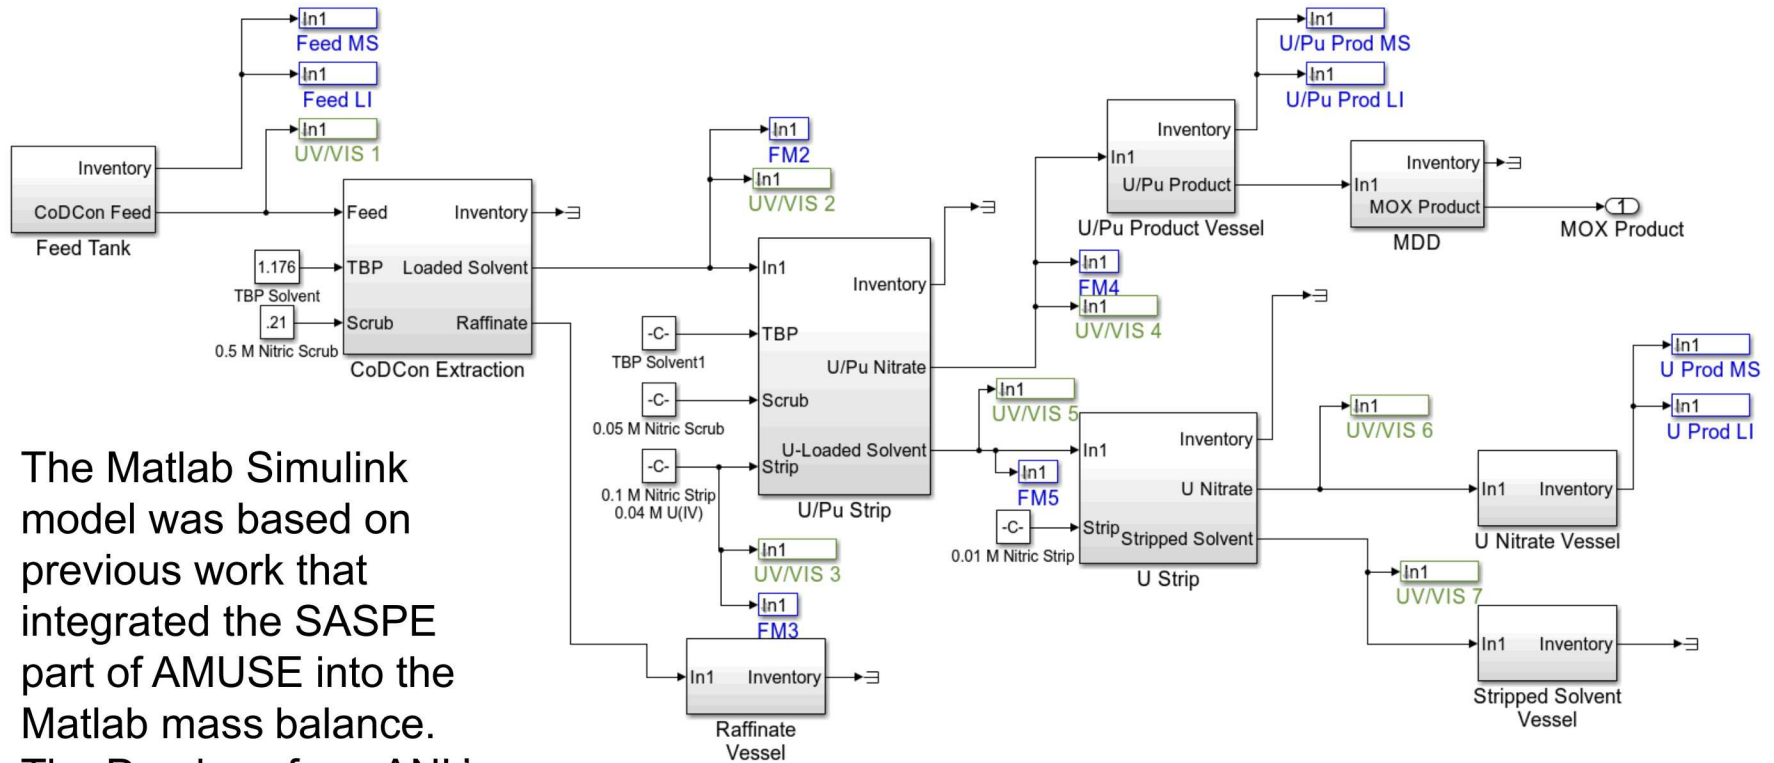 In1
Feed MS
In1
Feed LI
In1
UV/VIS 1
Inventory
CoDCon Feed
Feed Tank
Feed
Inventory
1.176
TBP
Loaded Solvent
TBP Solvent
.21
Scrub
Raffinate
0.5 M Nitric Scrub
CoDCon Extraction
In1
FM2
In1
UV/VIS 2
In1
Inventory
-C-
TBP
TBP Solvent1
U/Pu Nitrate
-C-
Scrub
0.05 M Nitric Scrub
U-Loaded Solvent
-C-
Strip
0.1 M Nitric Strip
0.04 M U(IV)
U/Pu Strip
In1
UV/VIS 3
In1
FM3
In1
Inventory
Raffinate
Vessel
In1
U/Pu Prod MS
In1
U/Pu Prod LI
Inventory
In1
U/Pu Product
U/Pu Product Vessel
Inventory
In1
MOX Product
MDD
1
MOX Product
In1
FM4
In1
UV/VIS 4
In1
UV/VIS 5
In1
FM5
In1
Inventory
U Nitrate
-C-
Strip
Stripped Solvent
0.01 M Nitric Strip
U Strip
In1
UV/VIS 6
In1
U Prod MS
In1
U Prod LI
In1
Inventory
U Nitrate Vessel
In1
UV/VIS 7
In1
Inventory
Stripped Solvent
Vessel
The Matlab Simulink
model was based on
previous work that
integrated the SASPE
part of AMUSE into the
Matlab mass balance.